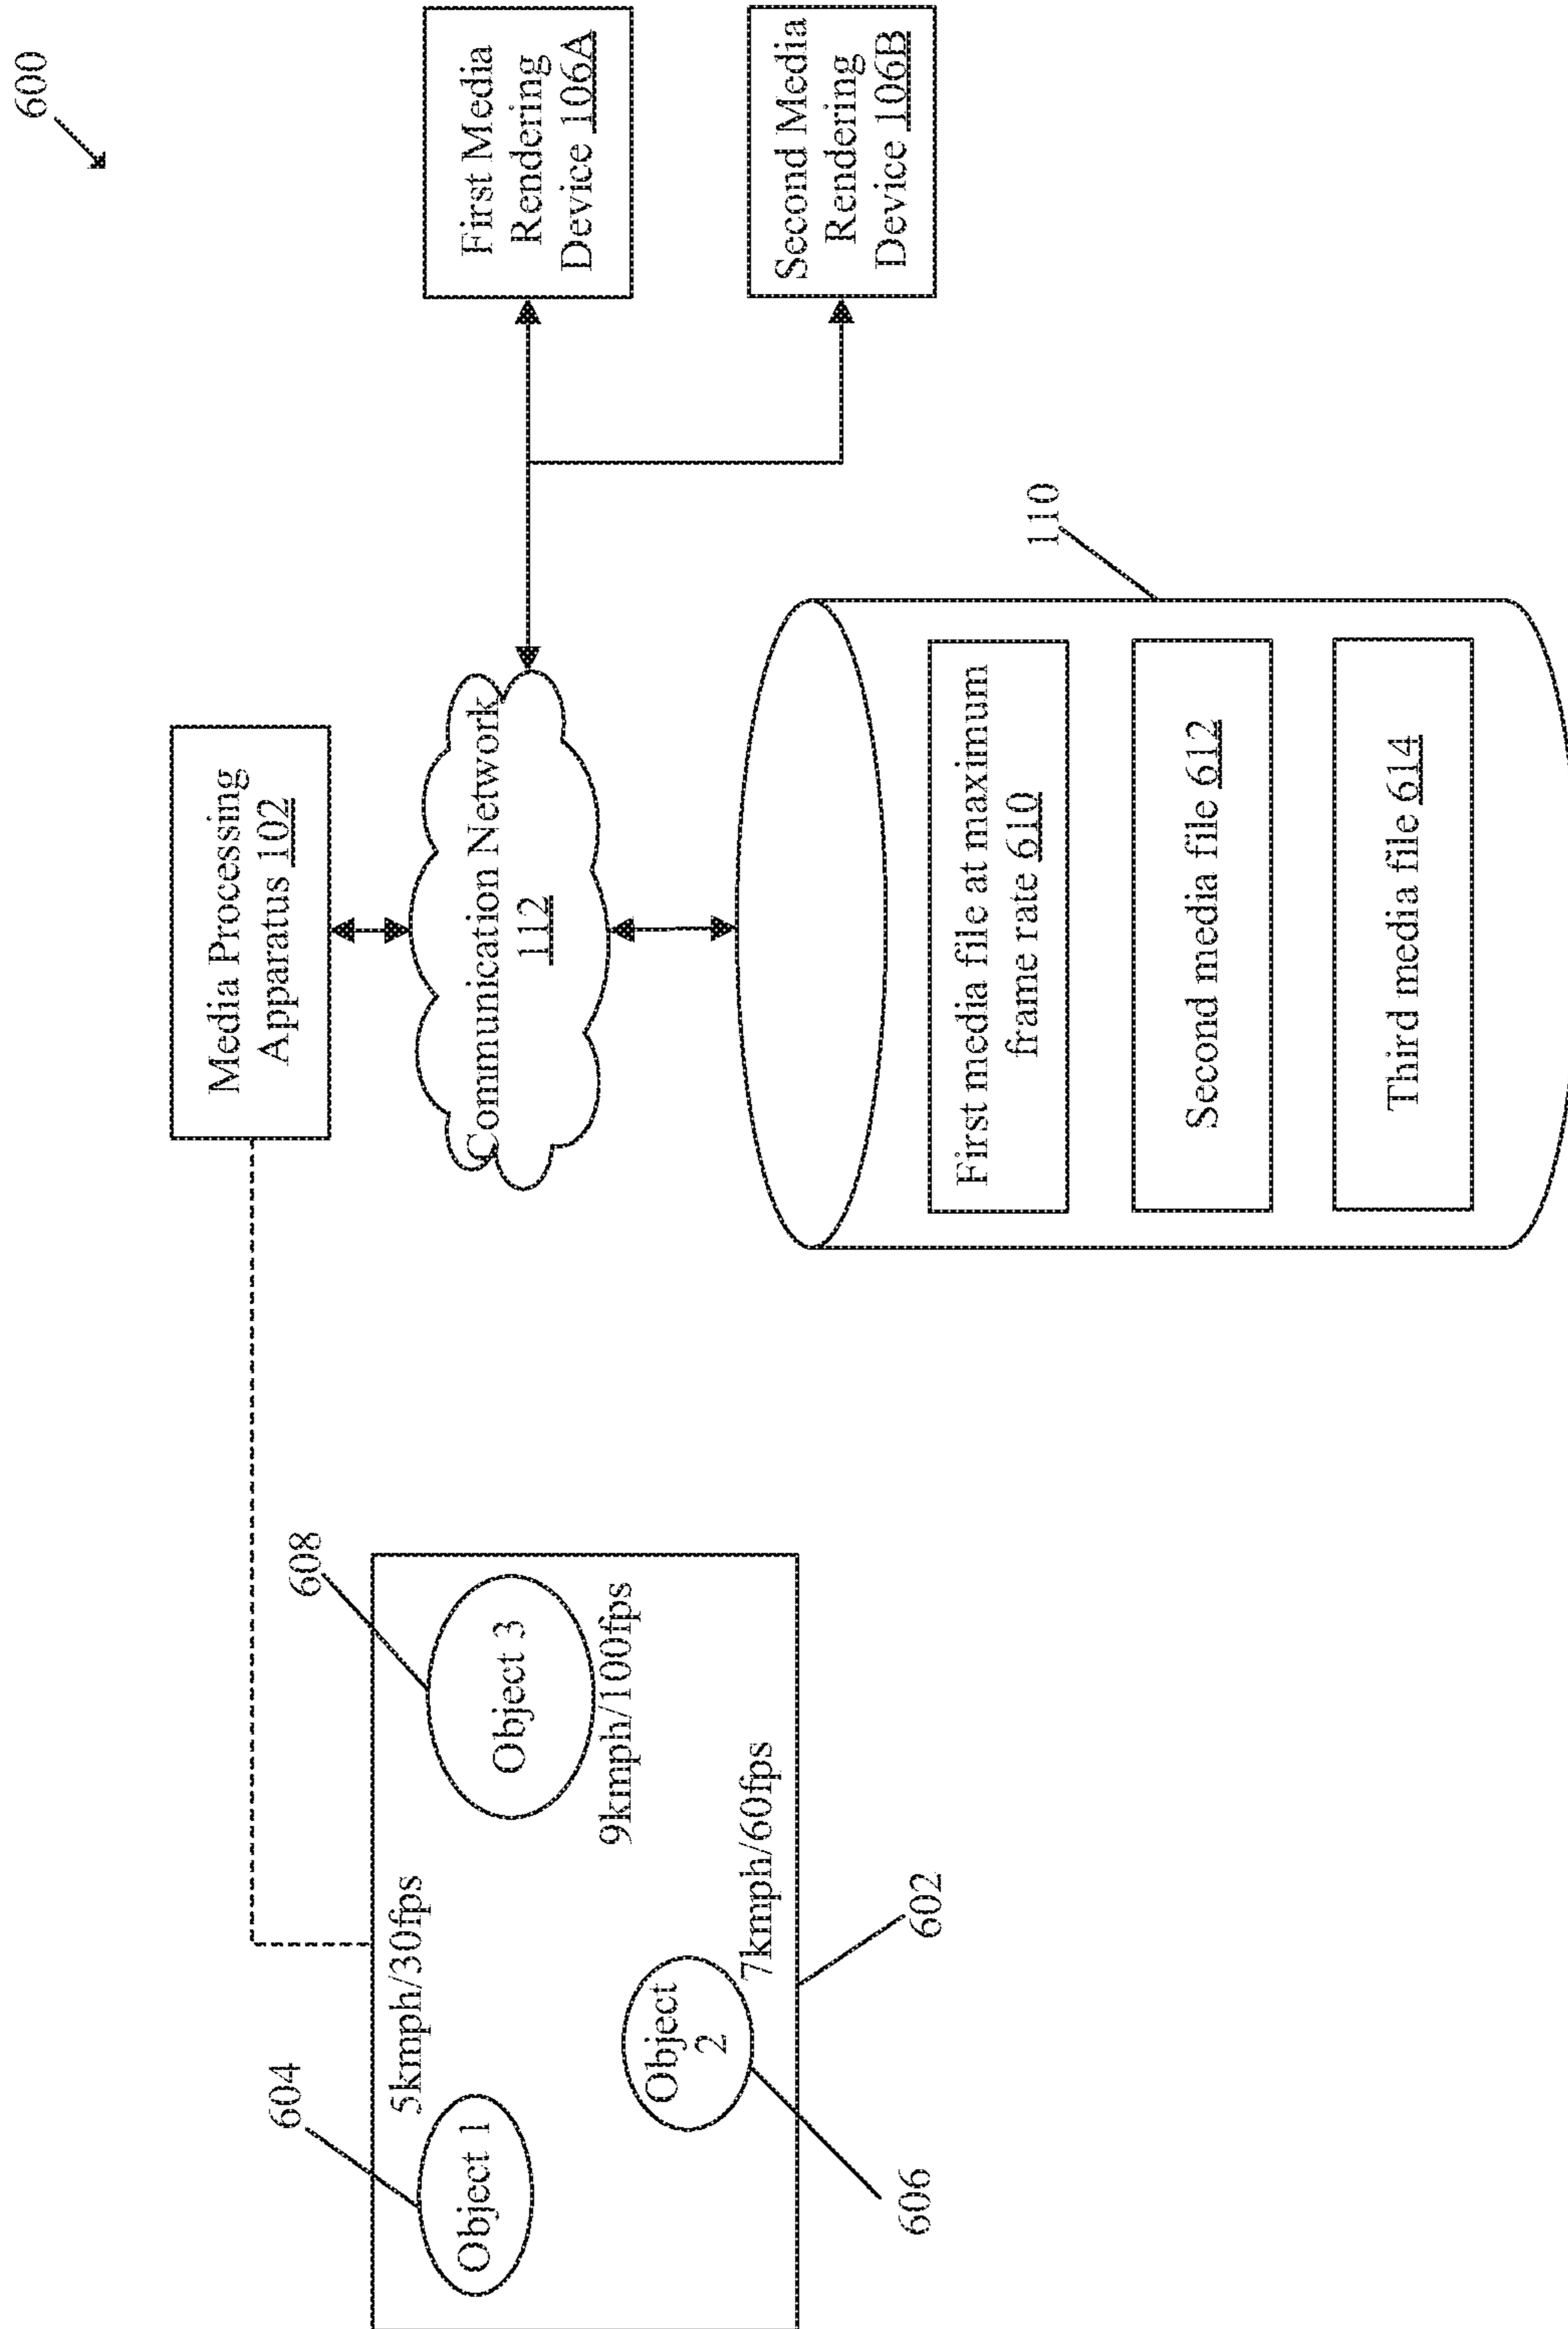 600
Media Processing
Apparatus 102
Communication Network
112
First Media
Rendering
Device 106A
Second Media
Rendering
Device 106B
604
608
Object 1
5kmph/30fps
Object 3
9kmph/100fps
Object
2
7kmph/60fps
606
602
110
First media file at maximum
frame rate 610
Second media file 612
Third media file 614